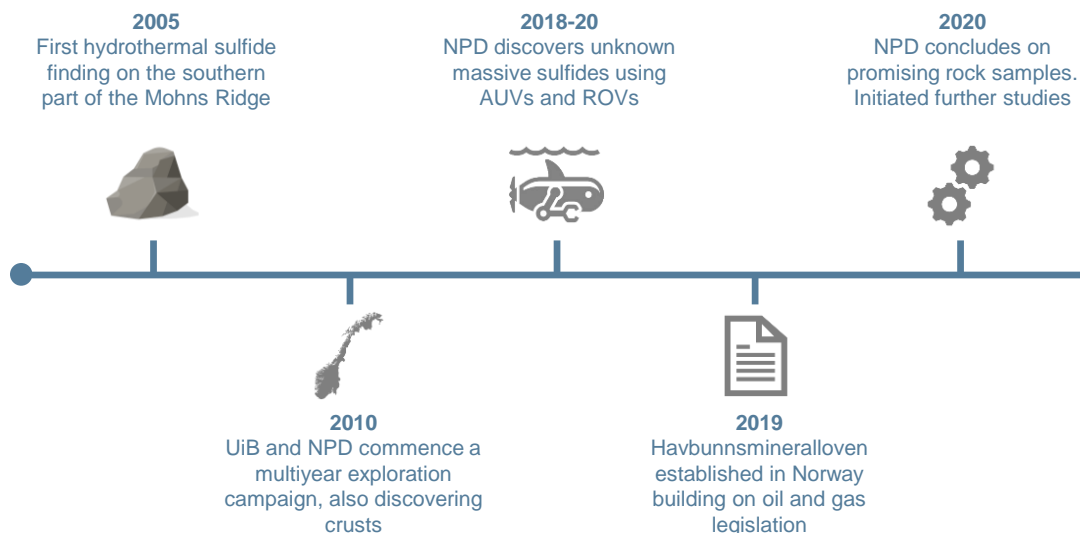 2005
First hydrothermal sulfide
finding on the southern
part of the Mohns Ridge
2018-20
NPD discovers unknown
massive sulfides using
AUVs and ROVs
2020
NPD concludes on
promising rock samples.
Initiated further studies
2010
UiB and NPD commence a
multiyear exploration
campaign, also discovering
crusts
2019
Havbunnsmineralloven
established in Norway
building on oil and gas
legislation